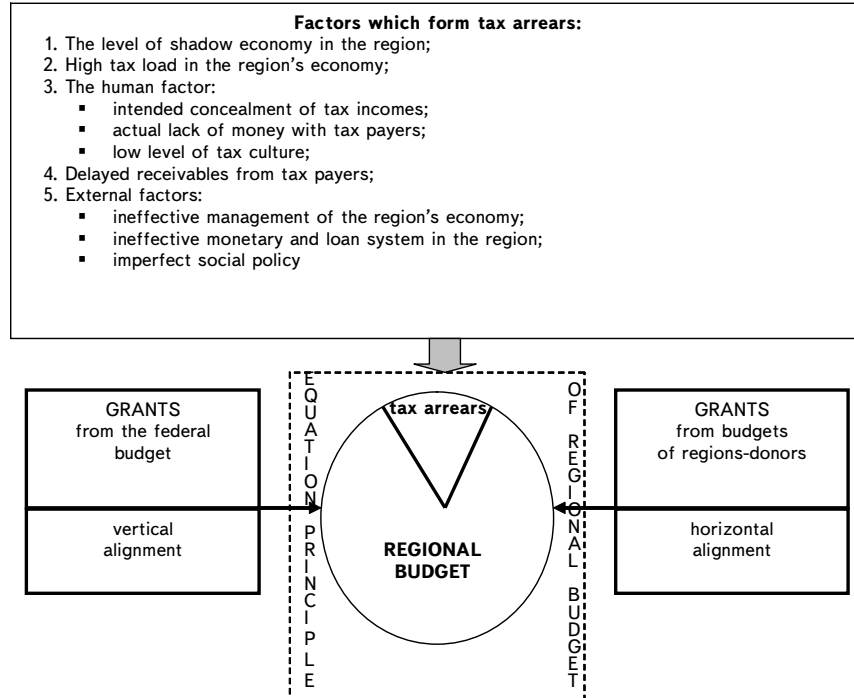 Factors which form tax arrears:
1. The level of shadow economy in the region;
2. High tax load in the region's economy;
3. The human factor:
▪ intended concealment of tax incomes;
▪ actual lack of money with tax payers;
▪ low level of tax culture;
4. Delayed receivables from tax payers;
5. External factors:
▪ ineffective management of the region's economy;
▪ ineffective monetary and loan system in the region;
▪ imperfect social policy
GRANTS
from the federal
budget
vertical
alignment
EQUATION PRINCIPLE
tax arrears
REGIONAL
BUDGET
OF REGIONAL BUDGET
GRANTS
from budgets
of regions-donors
horizontal
alignment